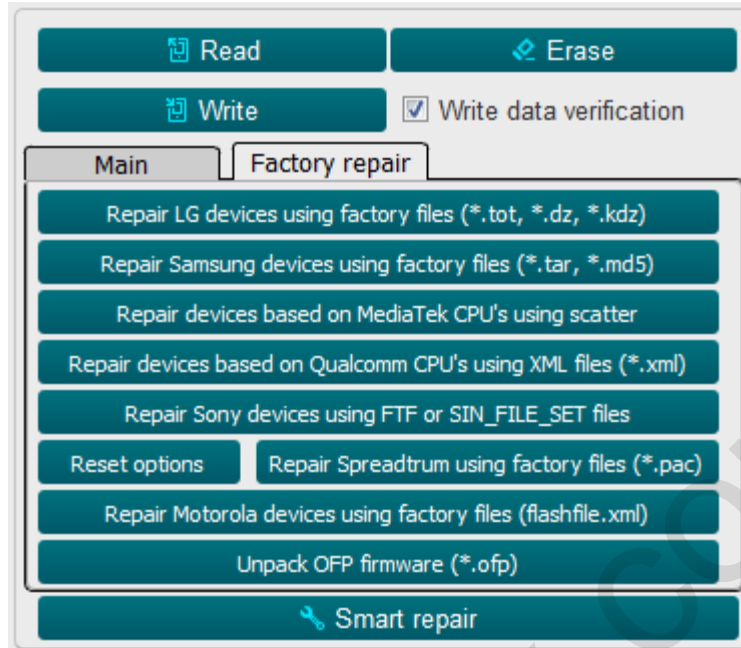 Read
Erase
Write
Write data verification
Main
Factory repair
Repair LG devices using factory files (*.tot, *.dz, *.kdz)
Repair Samsung devices using factory files (*.tar, *.md5)
Repair devices based on MediaTek CPU's using scatter
Repair devices based on Qualcomm CPU's using XML files (*.xml)
Repair Sony devices using FTF or SIN_FILE_SET files
Reset options
Repair Spreadtrum using factory files (*.pac)
Repair Motorola devices using factory files (flashfile.xml)
Unpack OFP firmware (*.ofp)
Smart repair